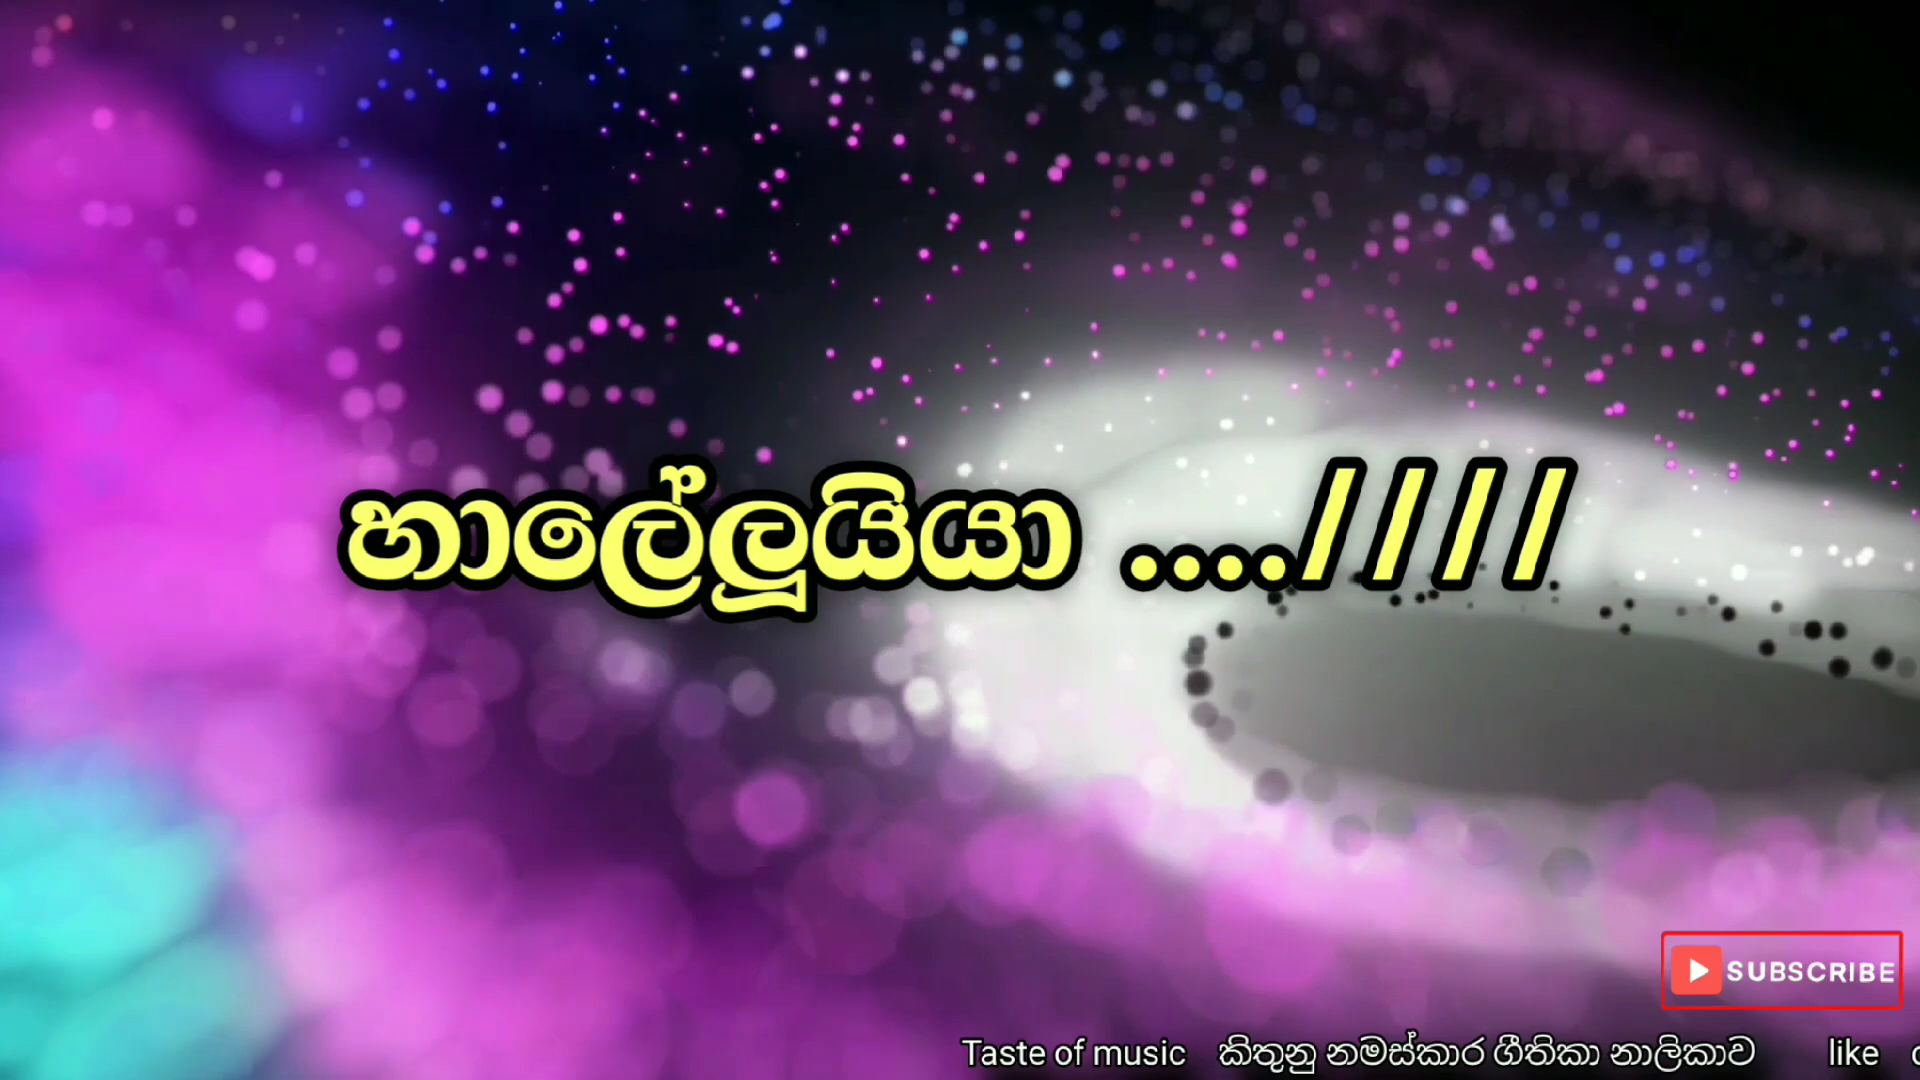 හාලේලූයියා ....////
SUBSCRIBE
Taste of music කිතුනු නමස්කාර ගීතිකා නාලිකාව like